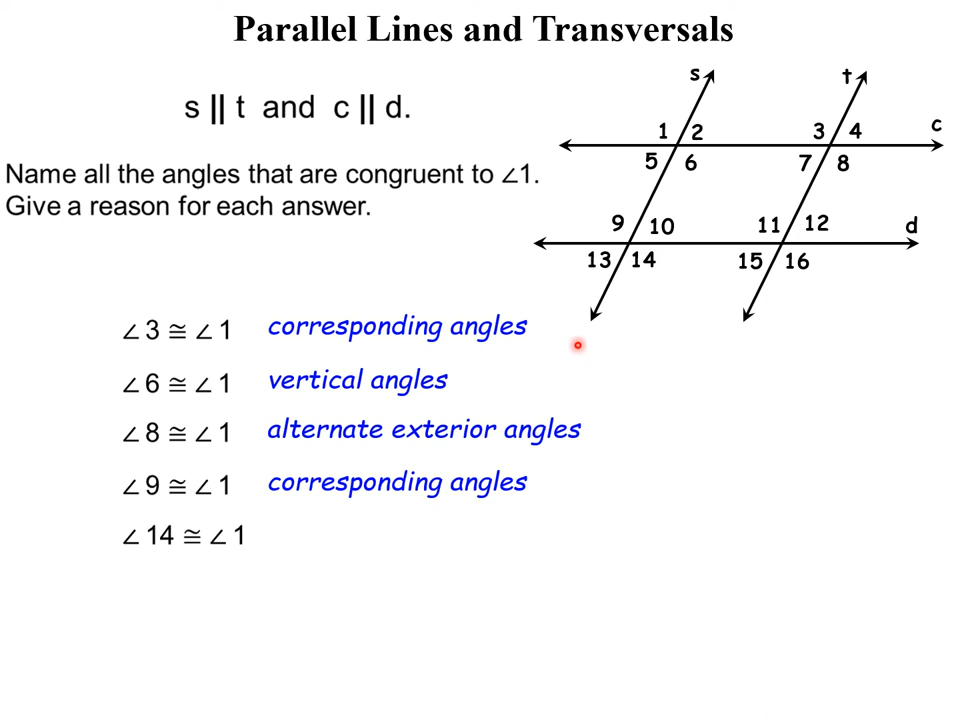 Parallel Lines and Transversals
s || t and c || d.
Name all the angles that are congruent to ∠1.
Give a reason for each answer.
s
t
c
1 2 3 4
5 6 7 8
9 10 11 12
d
13 14 15 16
∠ 3 ≅ ∠ 1 corresponding angles
∠ 6 ≅ ∠ 1 vertical angles
∠ 8 ≅ ∠ 1 alternate exterior angles
∠ 9 ≅ ∠ 1 corresponding angles
∠ 14 ≅ ∠ 1